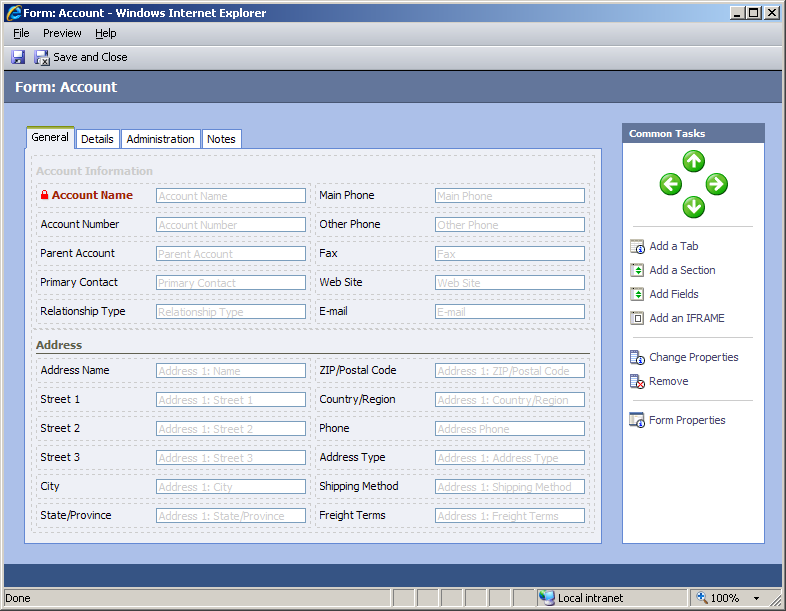 Form: Account - Windows Internet Explorer
File Preview Help
Save and Close
Form: Account
General Details Administration Notes
Account Information
Account Name Account Name Main Phone Main Phone
Account Number Account Number Other Phone Other Phone
Parent Account Parent Account Fax Fax
Primary Contact Primary Contact Web Site Web Site
Relationship Type Relationship Type E-mail E-mail
Address
Address Name Address 1: Name ZIP/Postal Code Address 1: ZIP/Postal Code
Street 1 Address 1: Street 1 Country/Region Address 1: Country/Region
Street 2 Address 1: Street 2 Phone Address Phone
Street 3 Address 1: Street 3 Address Type Address 1: Address Type
City Address 1: City Shipping Method Address 1: Shipping Method
State/Province Address 1: State/Province Freight Terms Address 1: Freight Terms
Common Tasks
Add a Tab
Add a Section
Add Fields
Add an IFRAME
Change Properties
Remove
Form Properties
Done Local intranet 100%